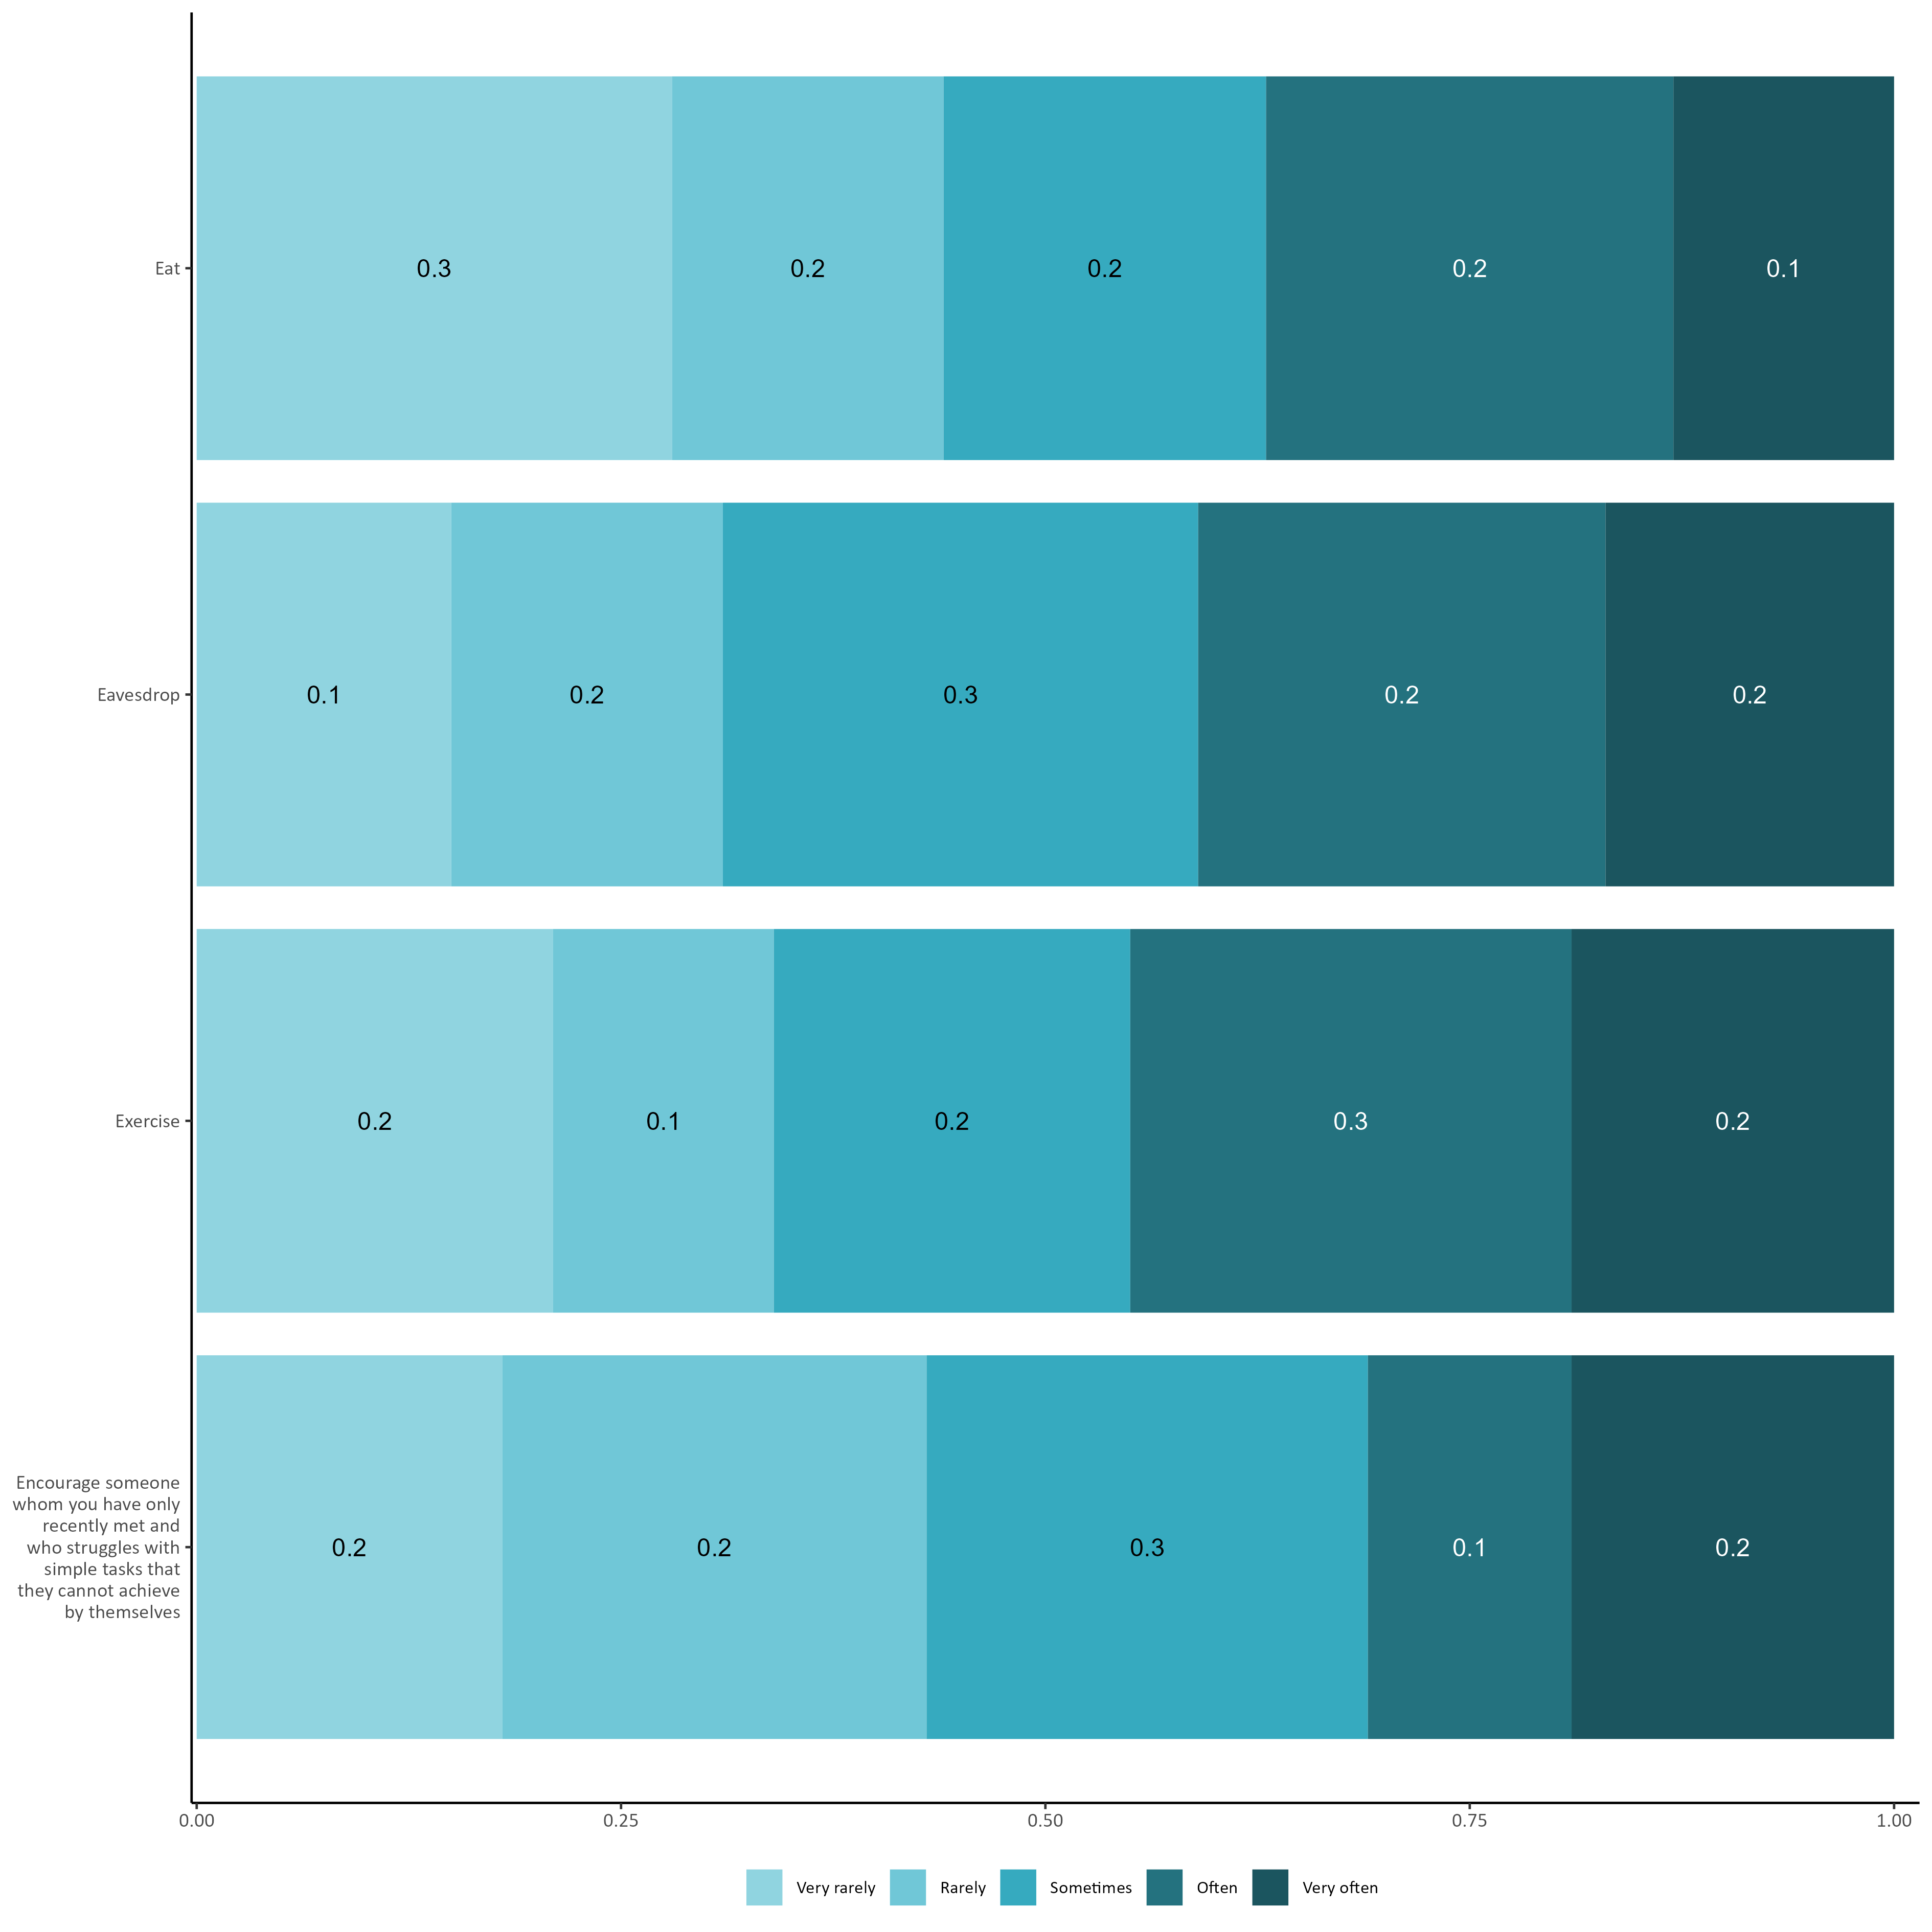 Eat
0.3 0.2 0.2 0.2 0.1
Eavesdrop
0.1 0.2 0.3 0.2 0.2
Exercise
0.2 0.1 0.2 0.3 0.2
Encourage someone
whom you have only
recently met and
who struggles with
simple tasks that
they cannot achieve
by themselves
0.2 0.2 0.3 0.1 0.2
0.00 0.25 0.50 0.75 1.00
Very rarely Rarely Sometimes Often Very often